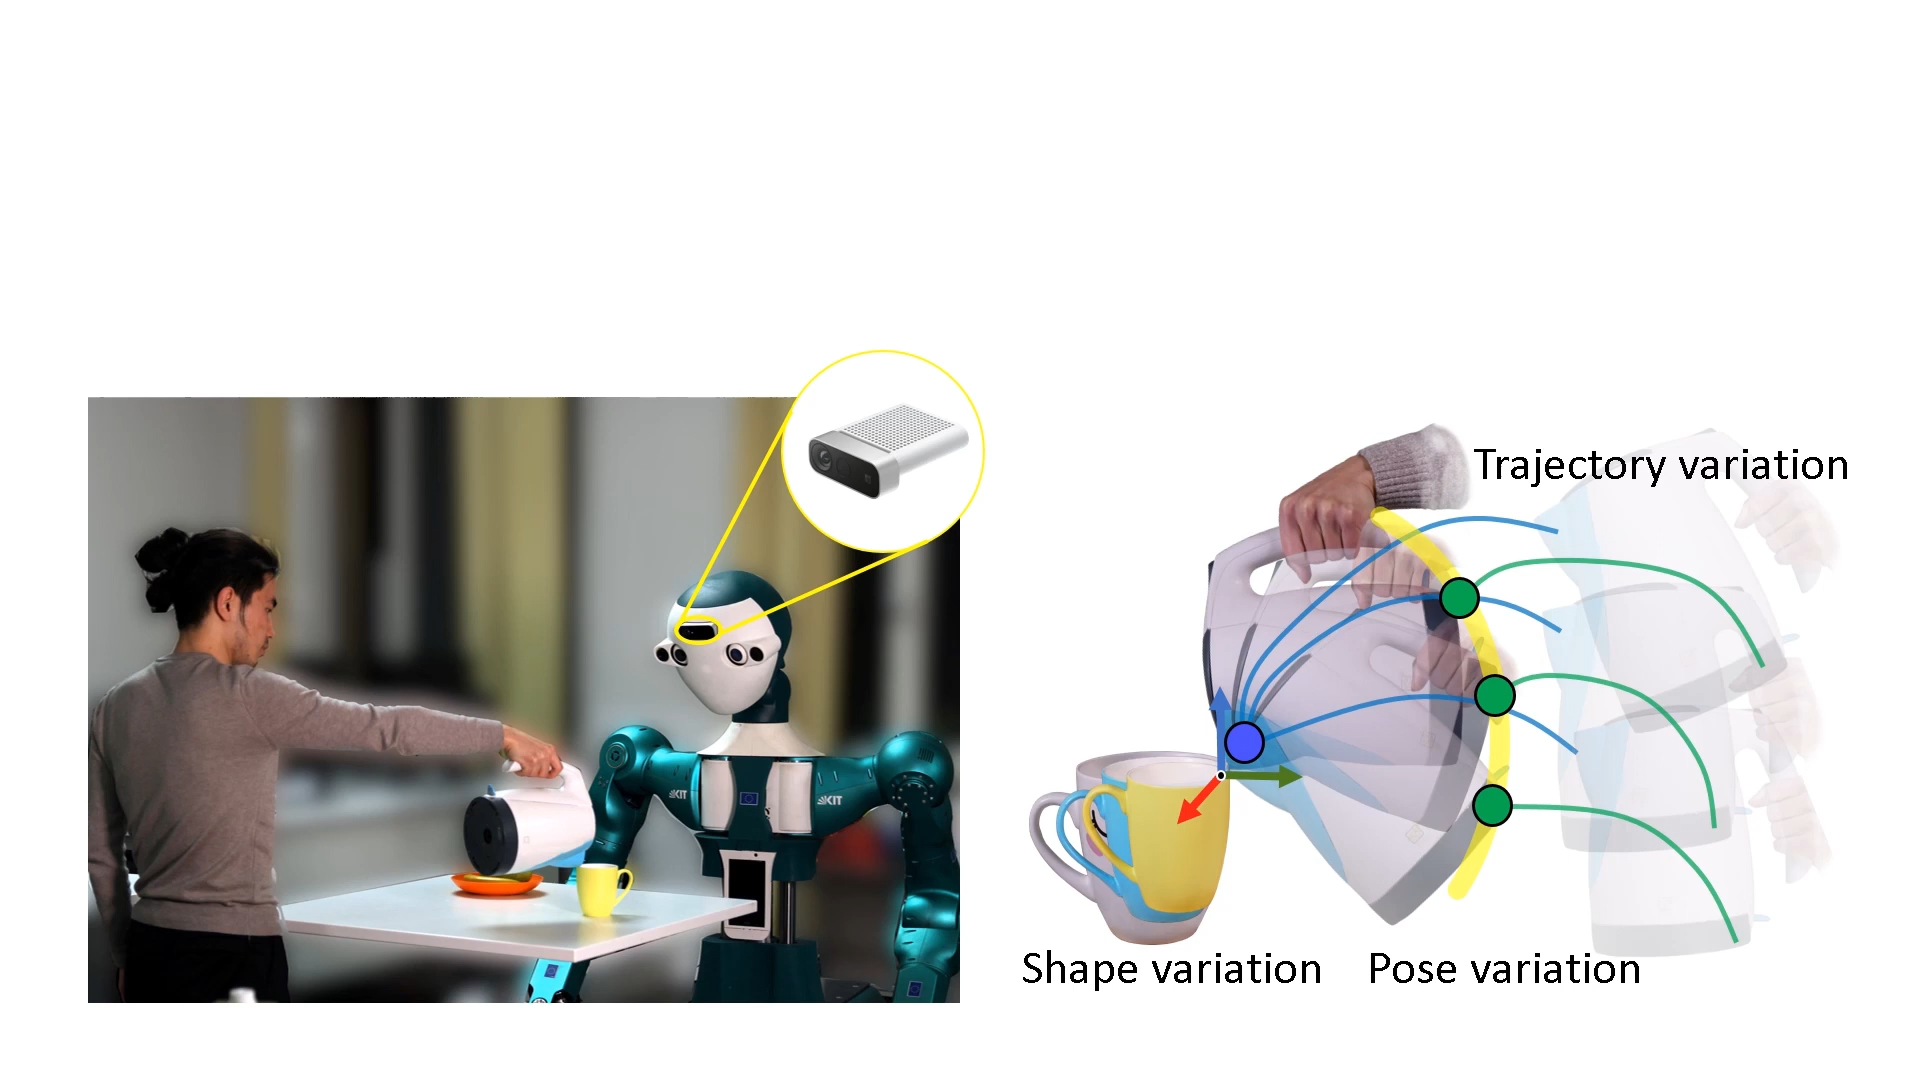 Trajectory variation
KIT
KIT
Shape variation
Pose variation